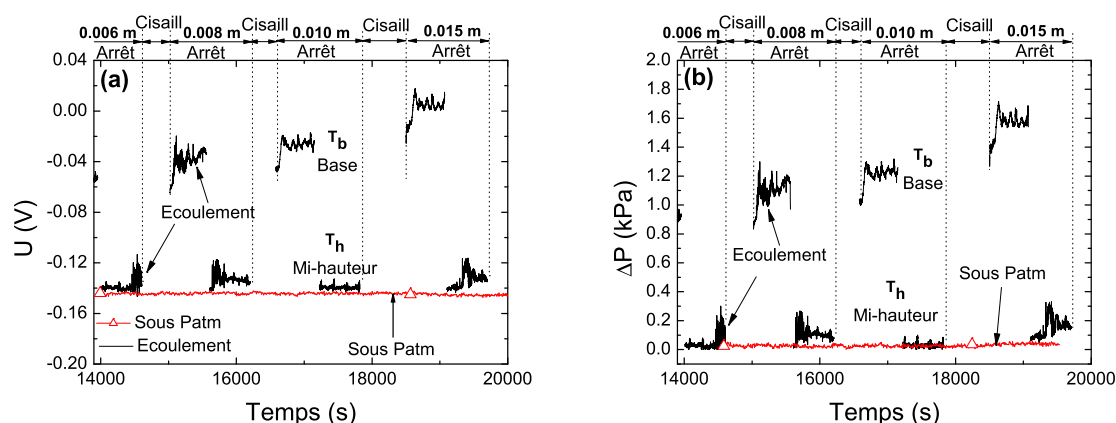 Cisaill Cisaill Cisaill
0.006 m 0.008 m 0.010 m 0.015 m
Arrêt Arrêt Arrêt Arrêt
(a)
0.04
0.00
-0.04
-0.08
-0.12
-0.16
-0.20
U (V)
Tb
Base
Ecoulement
Th
Mi-hauteur
Sous Patm
Ecoulement
Sous Patm
14000 16000 18000 20000
Temps (s)
Cisaill Cisaill Cisaill
0.006 m 0.008 m 0.010 m 0.015 m
Arrêt Arrêt Arrêt Arrêt
(b)
2.0
1.8
1.6
1.4
1.2
1.0
0.8
0.6
0.4
0.2
0.0
ΔP (kPa)
Tb
Base
Ecoulement
Sous Patm
Th
Mi-hauteur
14000 16000 18000 20000
Temps (s)